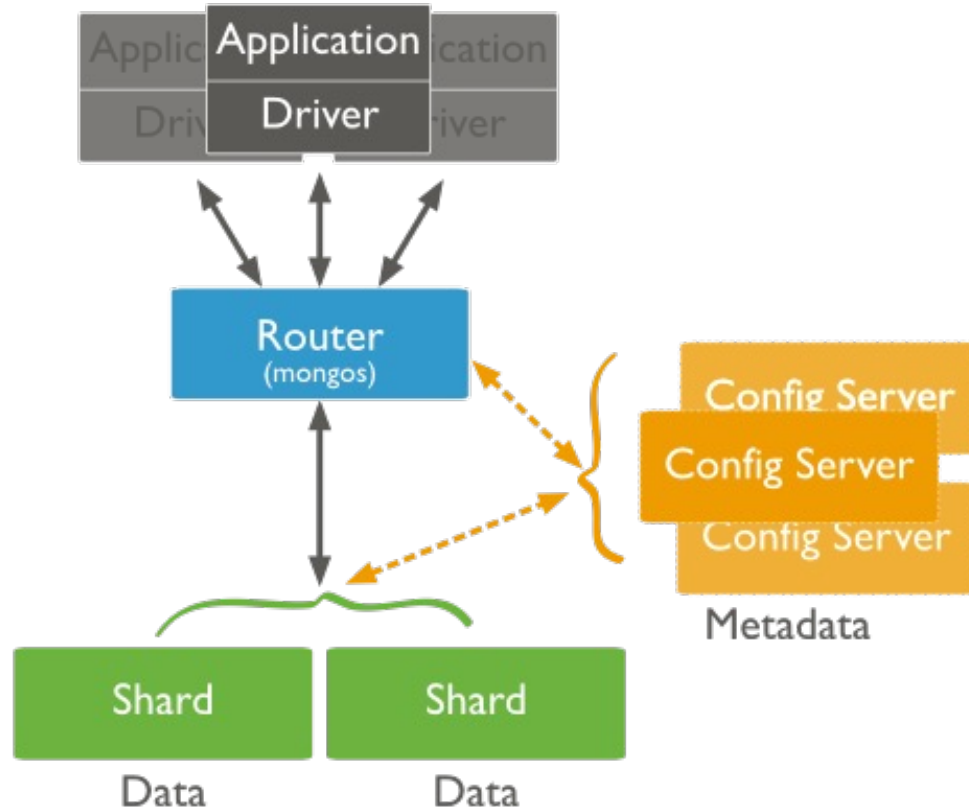 Application
Driver
Router
(mongos)
Config Server
Config Server
Config Server
Metadata
Shard
Shard
Data
Data